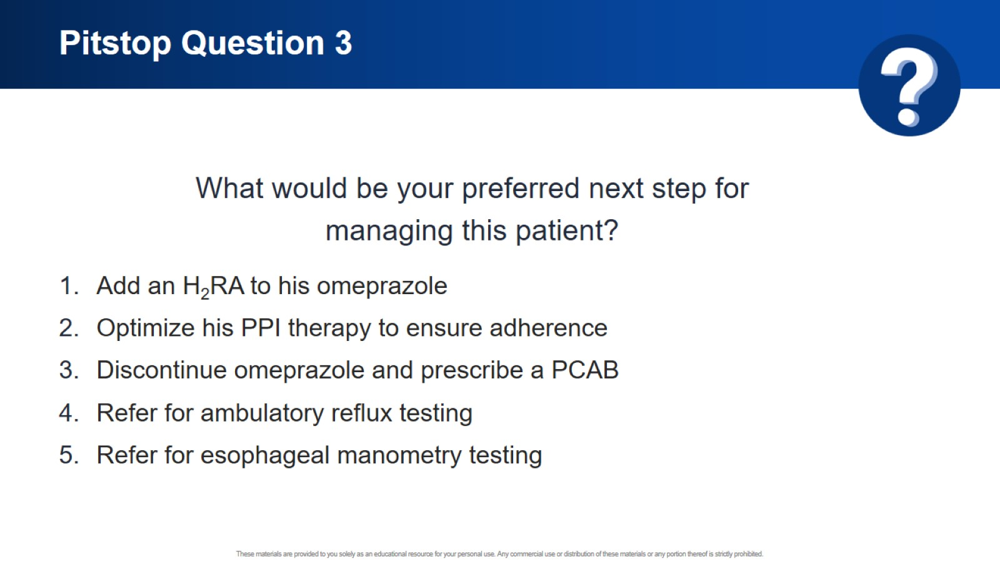 Pitstop Question 3
What would be your preferred next step for
managing this patient?
1. Add an H₂RA to his omeprazole
2. Optimize his PPI therapy to ensure adherence
3. Discontinue omeprazole and prescribe a PCAB
4. Refer for ambulatory reflux testing
5. Refer for esophageal manometry testing
These materials are provided to you solely as an educational resource for your personal use. Any commercial use or distribution of these materials or any portion thereof is strictly prohibited.